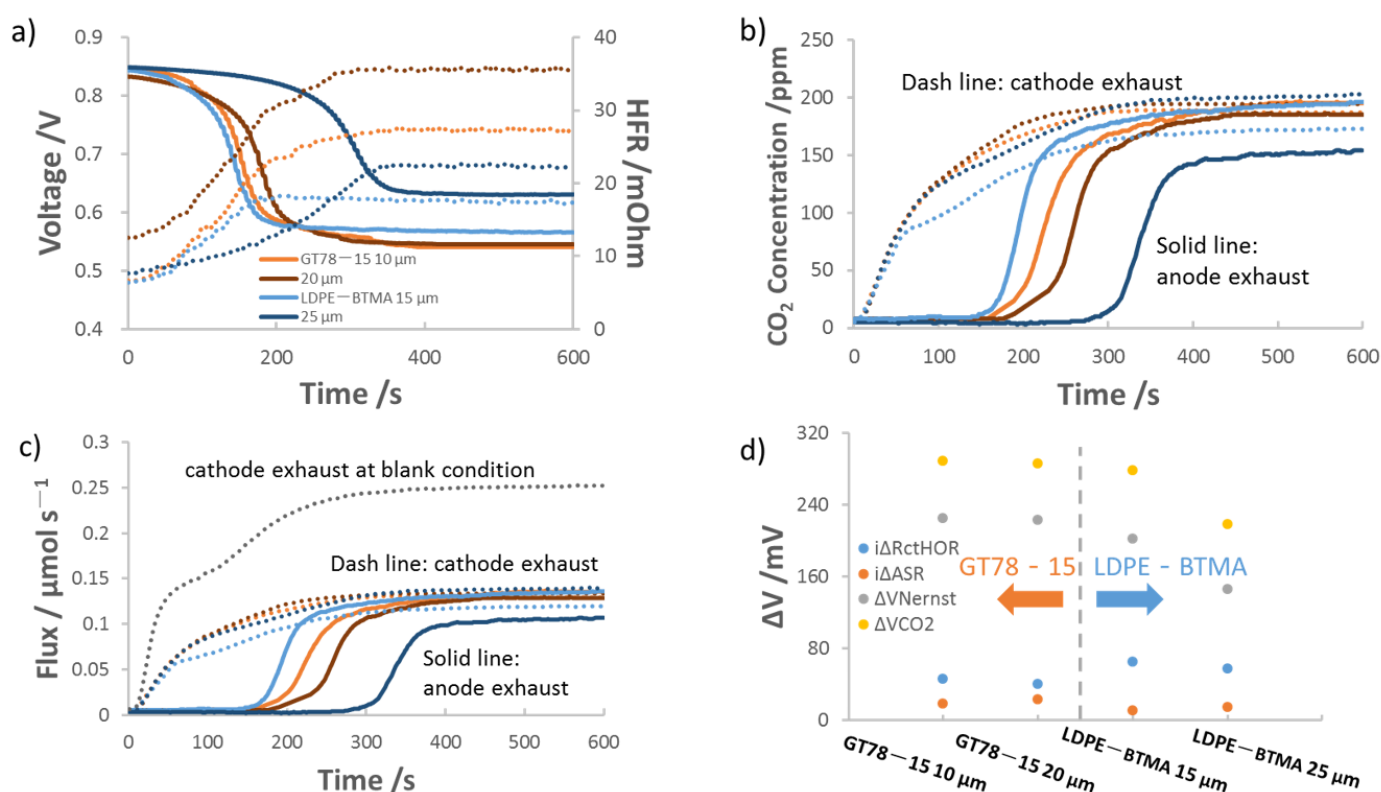 a)
Voltage /V
0.9
0.8
0.7
0.6
0.5
0.4
40
30
20
10
0
HFR / mOhm
GT78—15 10 μm
20 μm
LDPE—BTMA 15 μm
25 μm
0 200 400 600
Time /s
b)
CO₂ Concentration /ppm
250
200
150
100
50
0
Dash line: cathode exhaust
Solid line:
anode exhaust
0 100 200 300 400 500 600
Time /s
c)
Flux / μmol s⁻¹
0.3
0.25
0.2
0.15
0.1
0.05
0
cathode exhaust at blank condition
Dash line: cathode exhaust
Solid line:
anode exhaust
0 100 200 300 400 500 600
Time /s
d)
ΔV /mV
320
240
160
80
0
iΔRctHOR
iΔASR
ΔVNernst
ΔVCO2
GT78 - 15
LDPE - BTMA
GT78—15 10 μm
GT78—15 20 μm
LDPE—BTMA 15 μm
LDPE—BTMA 25 μm